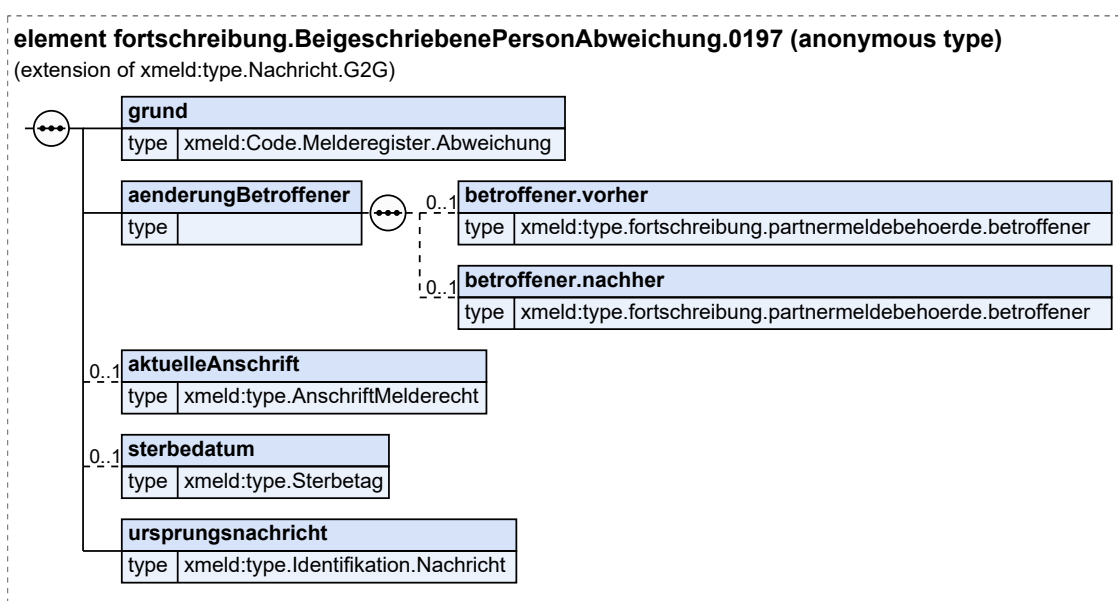 element fortschreibung.BeigeschriebenePersonAbweichung.0197 (anonymous type)
(extension of xmeld:type.Nachricht.G2G)
grund
type xmeld:Code.Melderegister.Abweichung
aenderungBetroffener
type
0..1 betroffener.vorher
type xmeld:type.fortschreibung.partnermeldebehoerde.betroffener
0..1 betroffener.nachher
type xmeld:type.fortschreibung.partnermeldebehoerde.betroffener
0..1 aktuelleAnschrift
type xmeld:type.AnschriftMelderecht
0..1 sterbedatum
type xmeld:type.Sterbetag
ursprungsnachricht
type xmeld:type.Identifikation.Nachricht